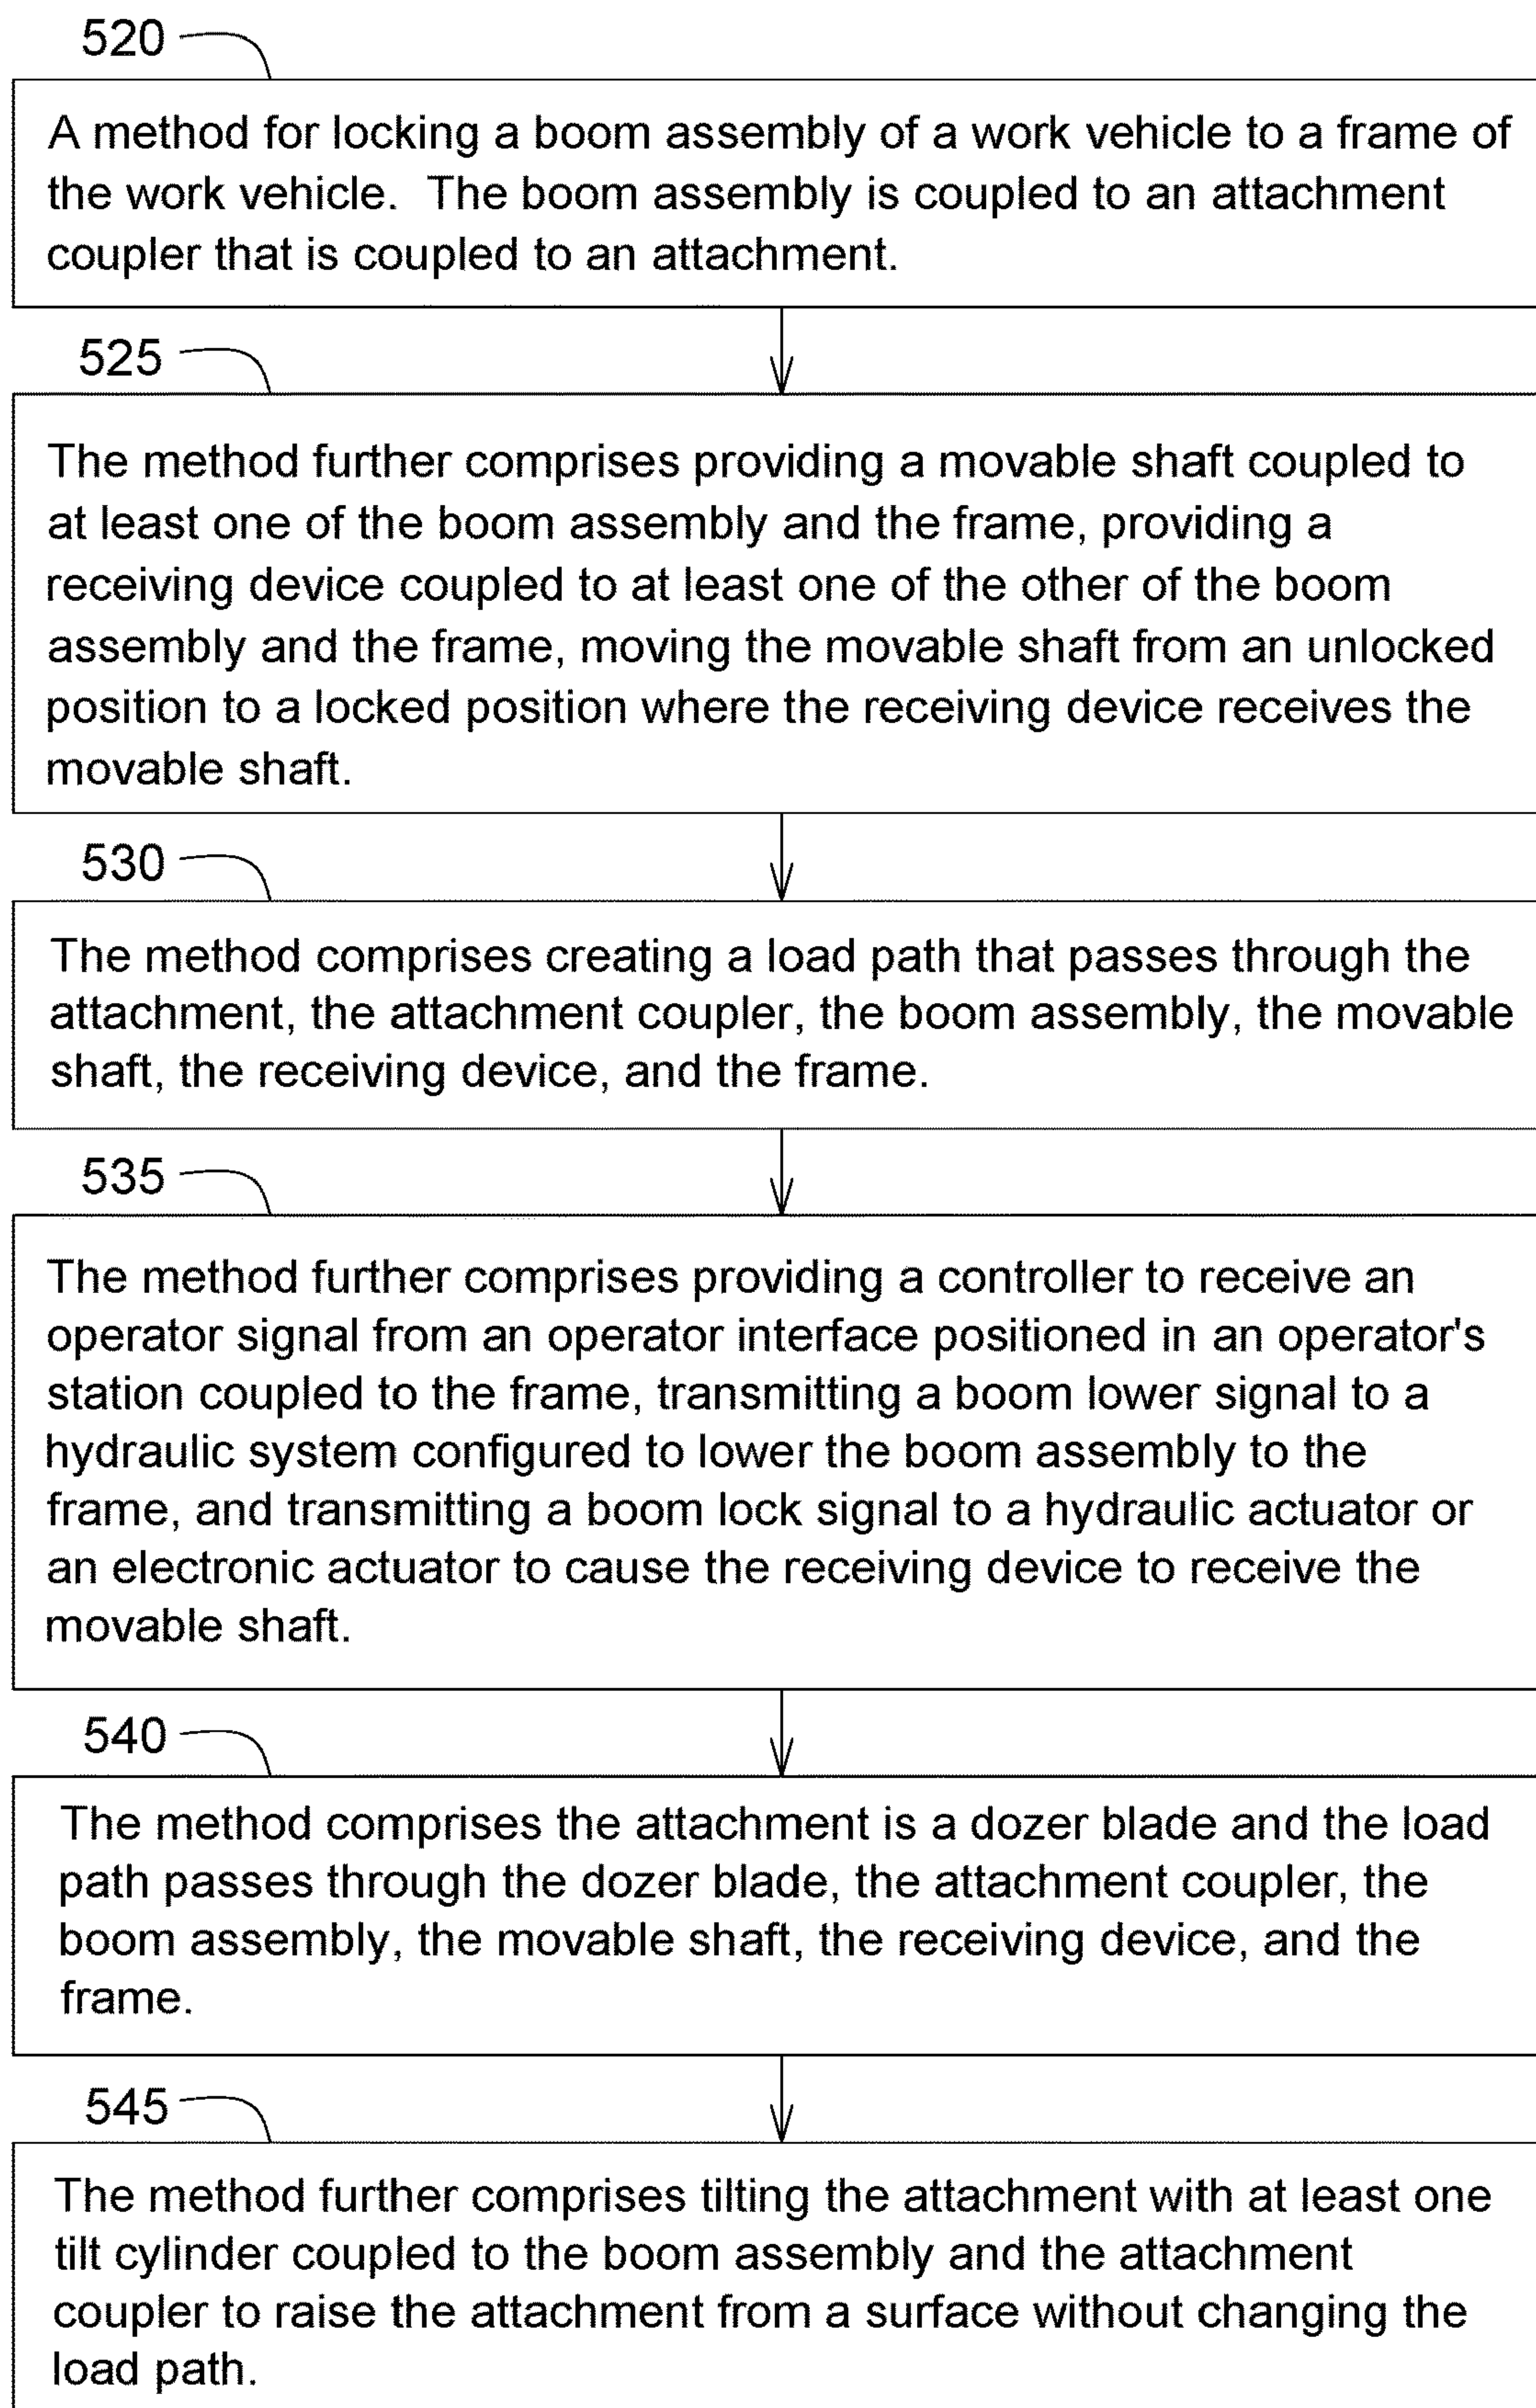 520
A method for locking a boom assembly of a work vehicle to a frame of
the work vehicle.  The boom assembly is coupled to an attachment
coupler that is coupled to an attachment.
525
The method further comprises providing a movable shaft coupled to
at least one of the boom assembly and the frame, providing a
receiving device coupled to at least one of the other of the boom
assembly and the frame, moving the movable shaft from an unlocked
position to a locked position where the receiving device receives the
movable shaft.
530
The method comprises creating a load path that passes through the
attachment, the attachment coupler, the boom assembly, the movable
shaft, the receiving device, and the frame.
535
The method further comprises providing a controller to receive an
operator signal from an operator interface positioned in an operator's
station coupled to the frame, transmitting a boom lower signal to a
hydraulic system configured to lower the boom assembly to the
frame, and transmitting a boom lock signal to a hydraulic actuator or
an electronic actuator to cause the receiving device to receive the
movable shaft.
540
The method comprises the attachment is a dozer blade and the load
path passes through the dozer blade, the attachment coupler, the
boom assembly, the movable shaft, the receiving device, and the
frame.
545
The method further comprises tilting the attachment with at least one
tilt cylinder coupled to the boom assembly and the attachment
coupler to raise the attachment from a surface without changing the
load path.